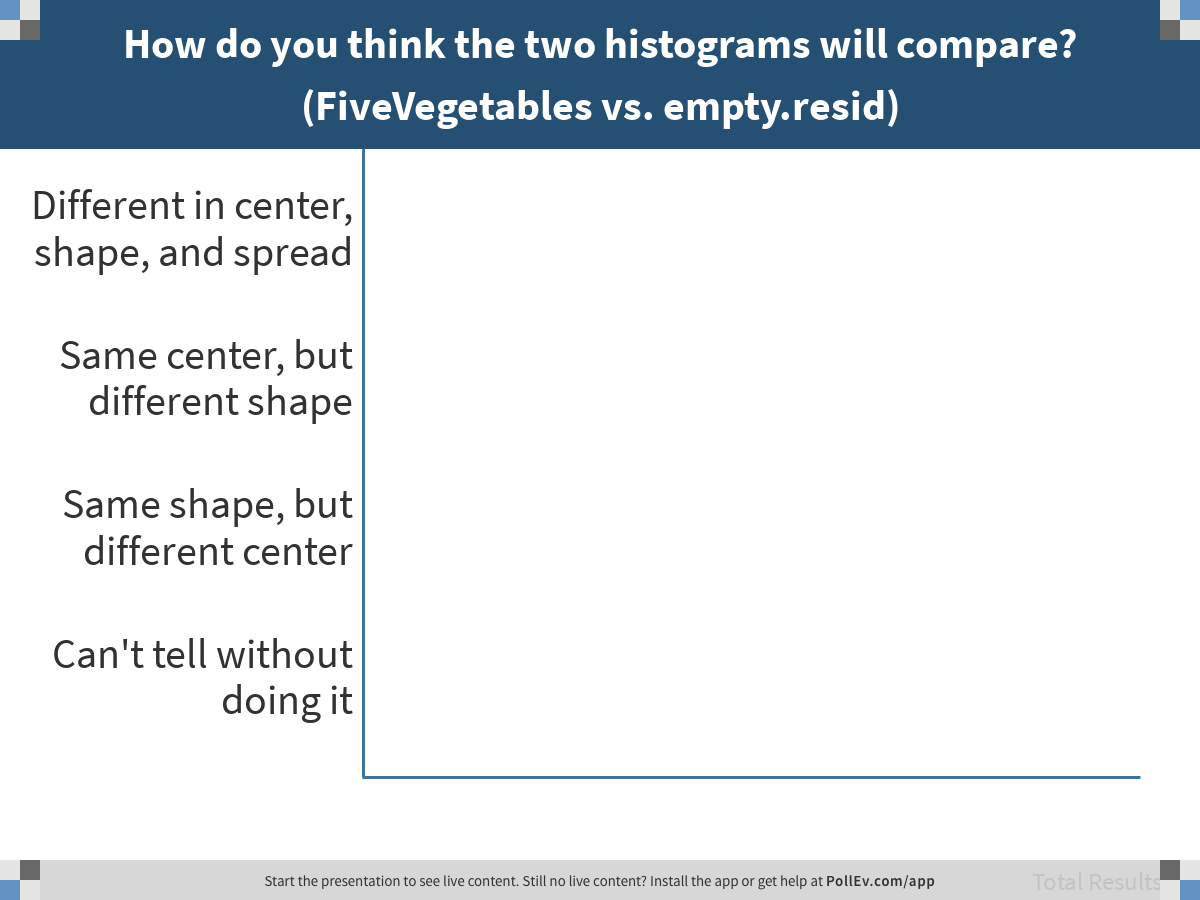 How do you think the two histograms will compare?
(FiveVegetables vs. empty.resid)
Different in center,
shape, and spread
Same center, but
different shape
Same shape, but
different center
Can't tell without
doing it
Start the presentation to see live content. Still no live content? Install the app or get help at PollEv.com/app
Total Results